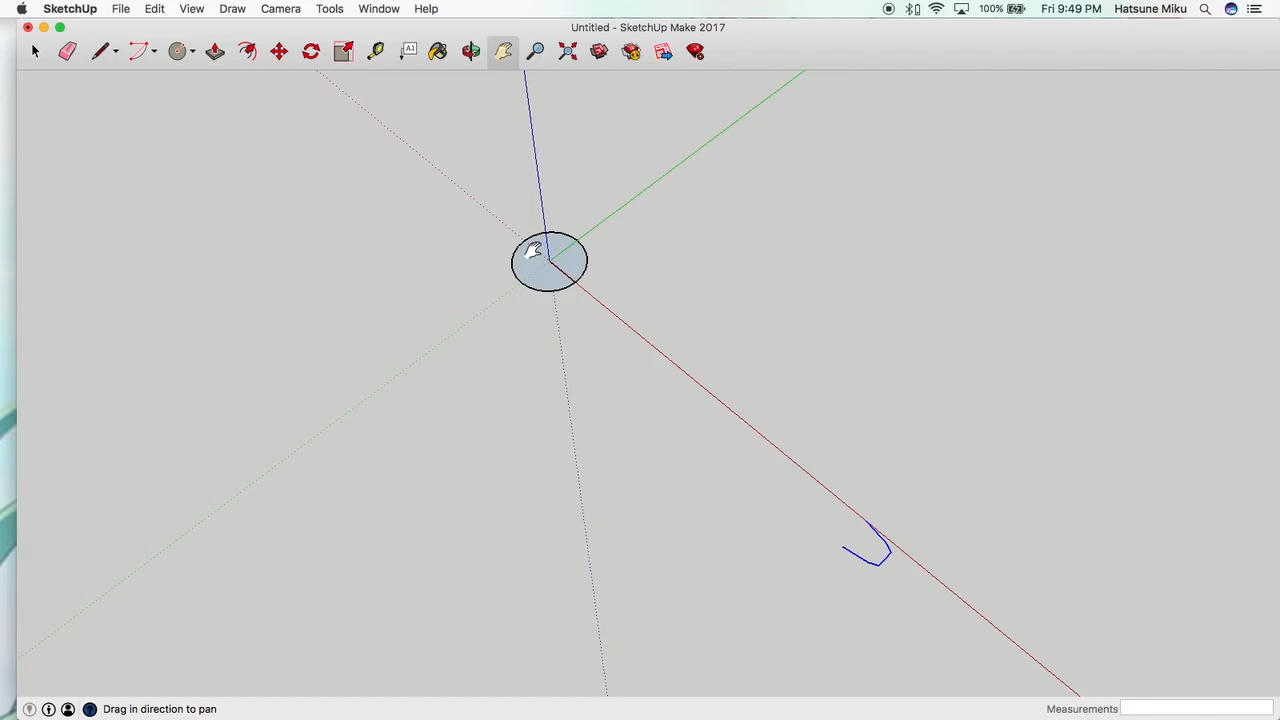 SketchUp File Edit View Draw Camera Tools Window Help 100% Fri 9:49 PM Hatsune Miku
Untitled - SketchUp Make 2017
A1
Drag in direction to pan
Measurements